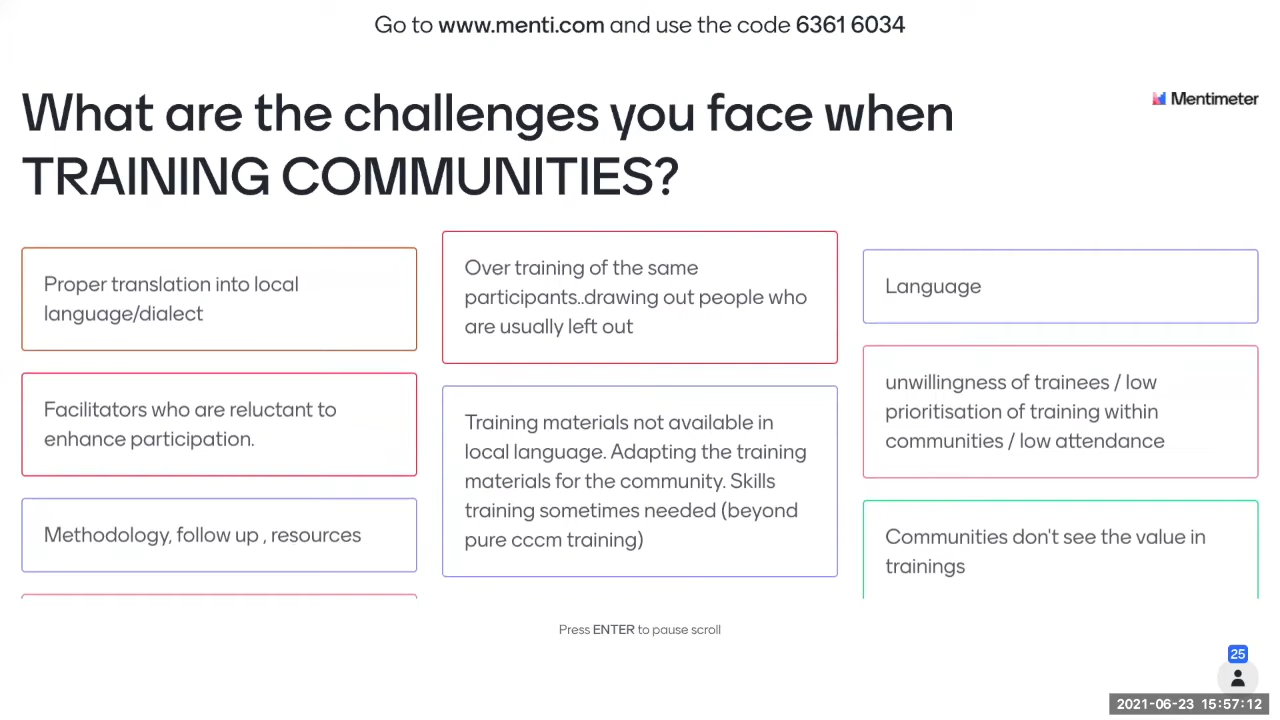 Go to www.menti.com and use the code 6361 6034
What are the challenges you face when
TRAINING COMMUNITIES?
Mentimeter
Proper translation into local
language/dialect
Facilitators who are reluctant to
enhance participation.
Methodology, follow up , resources
Over training of the same
participants..drawing out people who
are usually left out
Training materials not available in
local language. Adapting the training
materials for the community. Skills
training sometimes needed (beyond
pure cccm training)
Language
unwillingness of trainees / low
prioritisation of training within
communities / low attendance
Communities don't see the value in
trainings
Press ENTER to pause scroll
25
2021-06-23 15:57:12